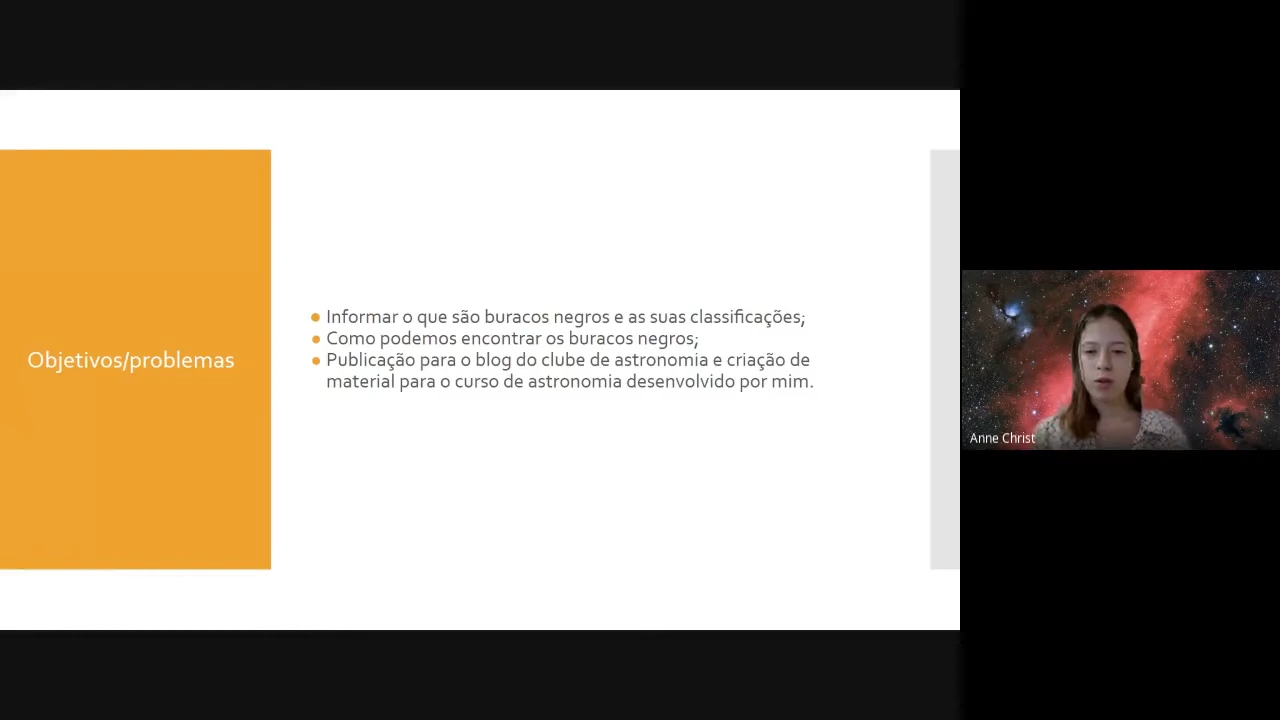 Objetivos/problemas
Informar o que são buracos negros e as suas classificações;
Como podemos encontrar os buracos negros;
Publicação para o blog do clube de astronomia e criação de
material para o curso de astronomia desenvolvido por mim.
Anne Christ